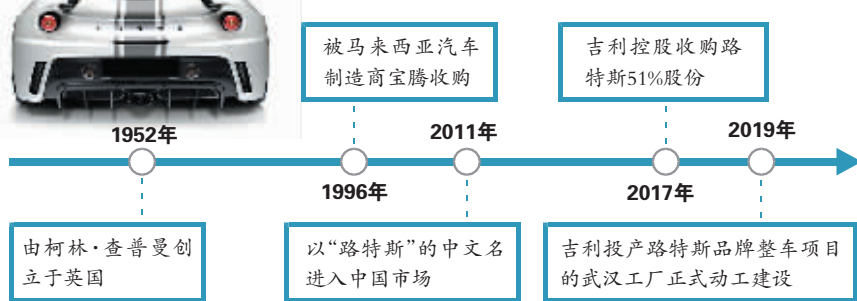 被马来西亚汽车
制造商宝腾收购
吉利控股收购路
特斯51%股份
1952年
2011年
2019年
1996年
2017年
由柯林·查普曼创
立于英国
以“路特斯”的中文名
进入中国市场
吉利投产路特斯品牌整车项目
的武汉工厂正式动工建设